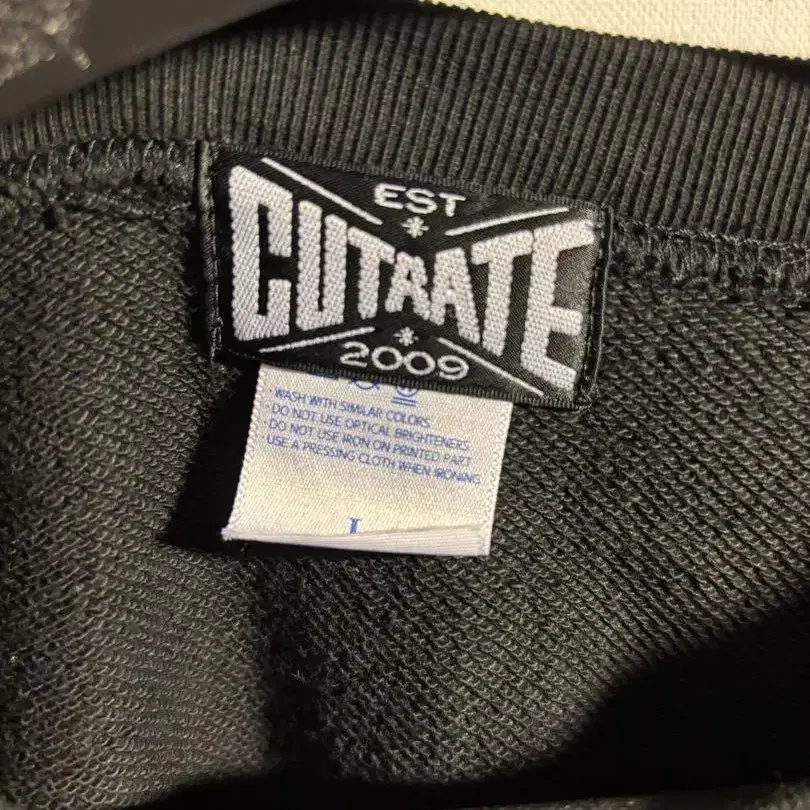 EST
CUTRATE
2009
WASH WITH SIMILAR COLORS
DO NOT USE OPTICAL BRIGHTENERS
DO NOT USE IRON ON PRINTED PART
USE A PRESSING CLOTH WHEN IRONING